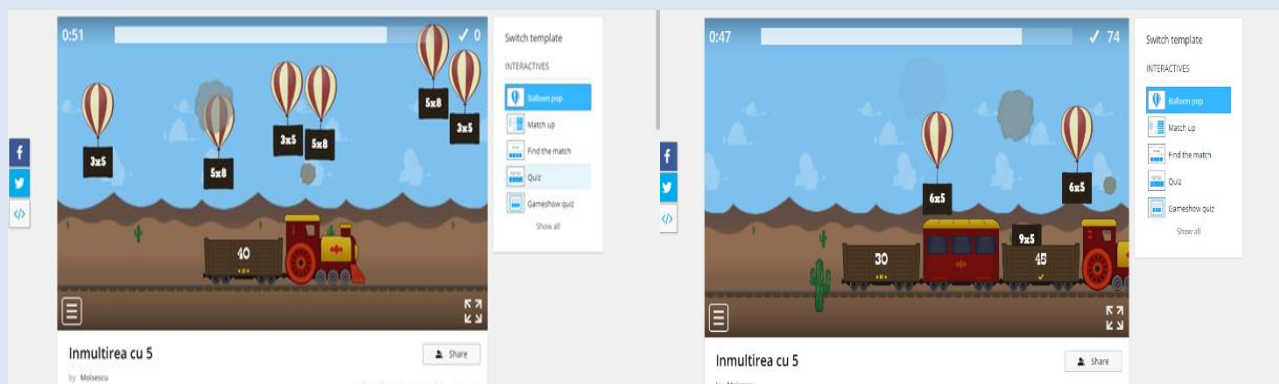 0:51
✓ 0
5x8
3x5
3x5
5x8
3x5
5x8
40
Inmultirea cu 5
Share
by Moisescu
Switch template
INTERACTIVES
Balloon pop
Match up
Find the match
Quiz
Gameshow quiz
Show all
0:47
✓ 74
6x5
6x5
9x5
30
45
Inmultirea cu 5
Share
Switch template
INTERACTIVES
Balloon pop
Match up
Find the match
Quiz
Gameshow quiz
Show all